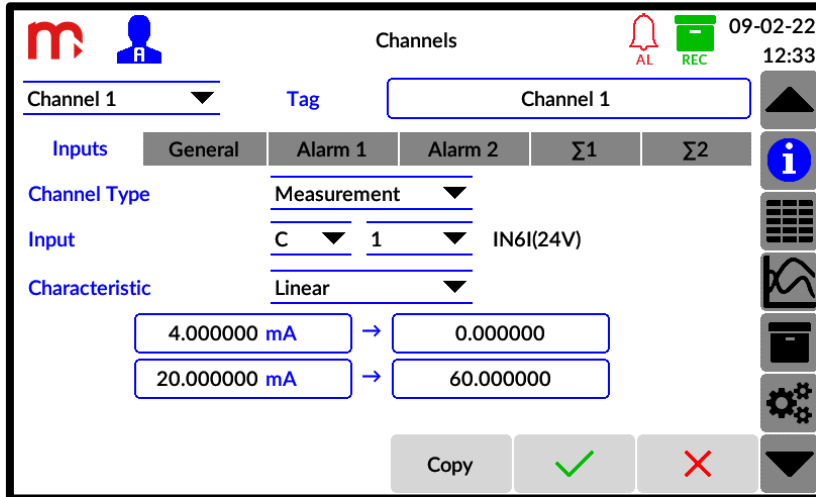 m
A
Channels
AL
REC
09-02-22
12:33
Channel 1
Tag
Channel 1
Inputs
General
Alarm 1
Alarm 2
∑1
∑2
i
Channel Type
Measurement
Input
C
1
IN6I(24V)
Characteristic
Linear
4.000000 mA → 0.000000
20.000000 mA → 60.000000
Copy